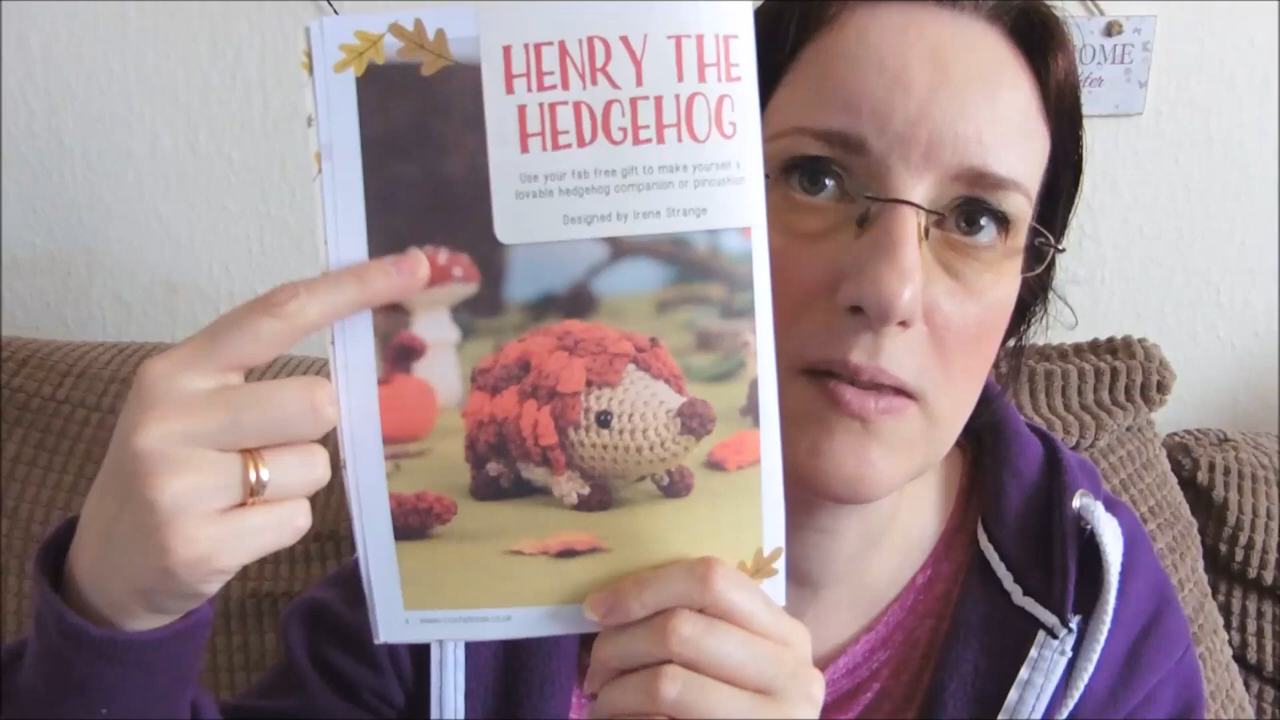 HENRY THE
HEDGEHOG
Use your fab free gift to make yourself a
lovable hedgehog companion or pincushion
Designed by Irene Strange
OME